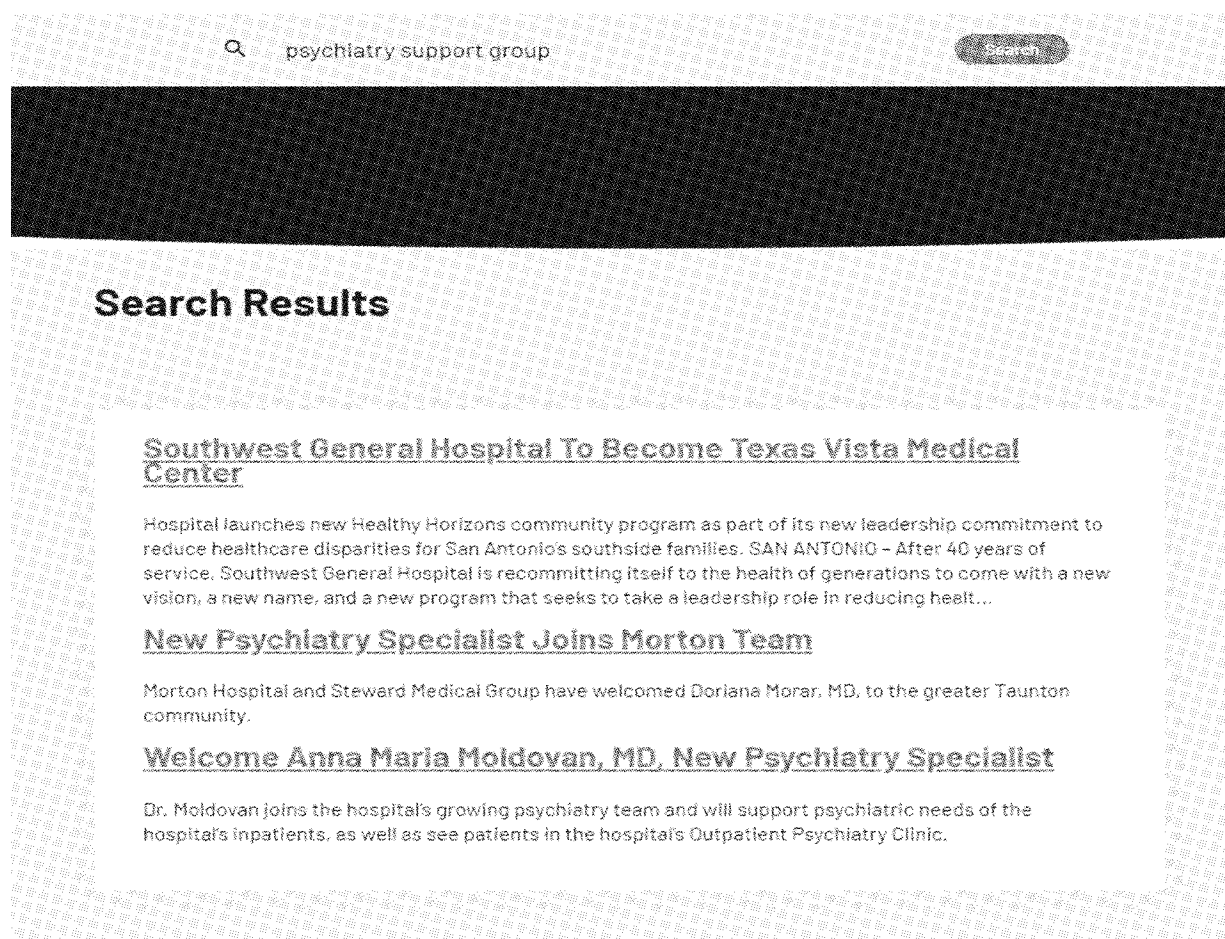 psychiatry support group
Search
Search Results
Southwest General Hospital To Become Texas Vista Medical
Center
Hospital launches new Healthy Horizons community program as part of its new leadership commitment to
reduce healthcare disparities for San Antonio's southside families. SAN ANTONIO – After 40 years of
service, Southwest General Hospital is recommitting itself to the health of generations to come with a new
vision, a new name, and a new program that seeks to take a leadership role in reducing healt...
New Psychiatry Specialist Joins Morton Team
Morton Hospital and Steward Medical Group have welcomed Doriana Morar, MD, to the greater Taunton
community.
Welcome Anna Maria Moldovan, MD, New Psychiatry Specialist
Dr. Moldovan joins the hospital's growing psychiatry team and will support psychiatric needs of the
hospital's inpatients, as well as see patients in the hospital's Outpatient Psychiatry Clinic.